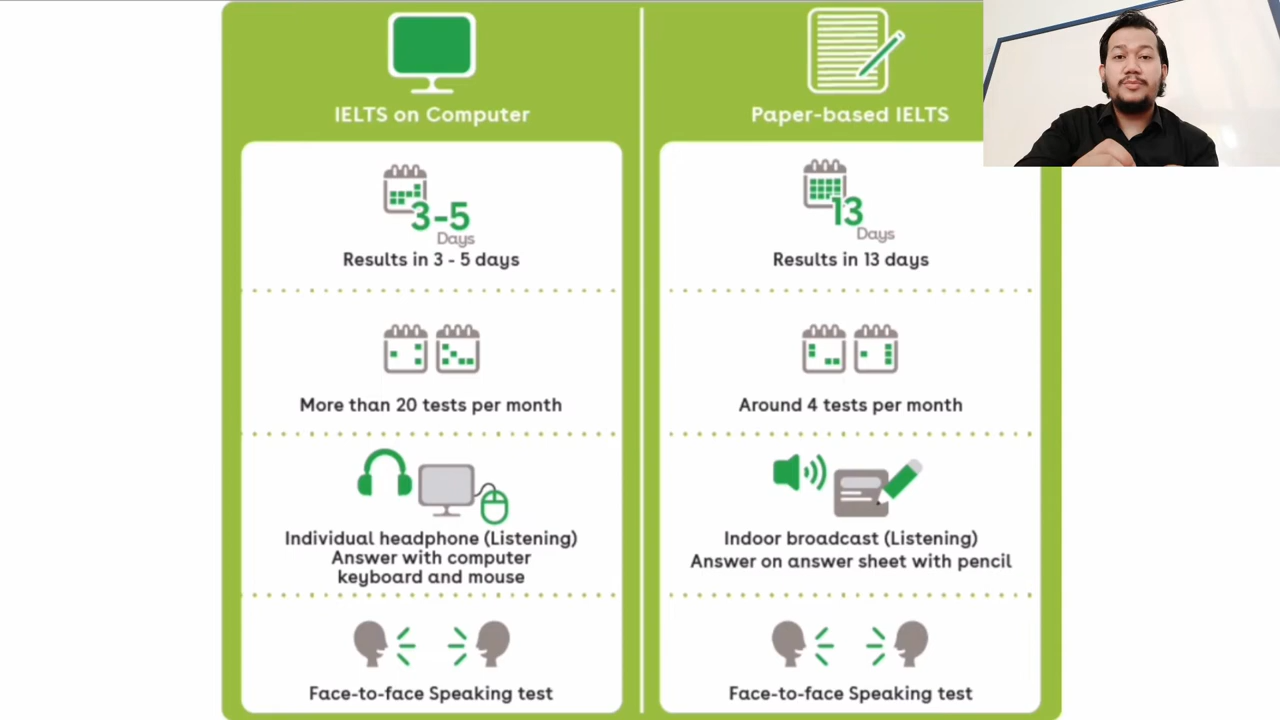 IELTS on Computer
3-5
Days
Results in 3 - 5 days
More than 20 tests per month
Individual headphone (Listening)
Answer with computer
keyboard and mouse
Face-to-face Speaking test
Paper-based IELTS
13
Days
Results in 13 days
Around 4 tests per month
Indoor broadcast (Listening)
Answer on answer sheet with pencil
Face-to-face Speaking test